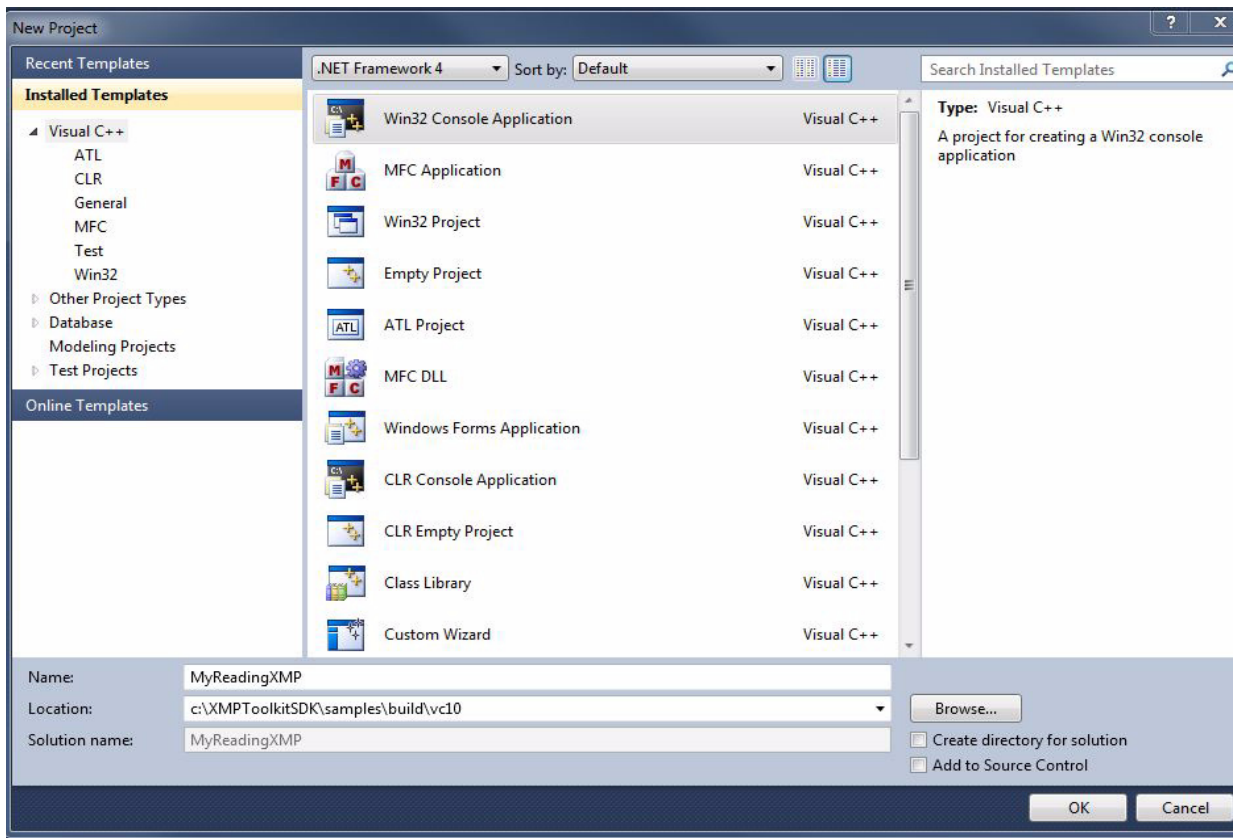 New Project
Recent Templates
Installed Templates
Visual C++
ATL
CLR
General
MFC
Test
Win32
Other Project Types
Database
Modeling Projects
Test Projects
Online Templates
.NET Framework 4 Sort by: Default
Win32 Console Application Visual C++
MFC Application Visual C++
Win32 Project Visual C++
Empty Project Visual C++
ATL Project Visual C++
MFC DLL Visual C++
Windows Forms Application Visual C++
CLR Console Application Visual C++
CLR Empty Project Visual C++
Class Library Visual C++
Custom Wizard Visual C++
Search Installed Templates
Type: Visual C++
A project for creating a Win32 console
application
Name: MyReadingXMP
Location: c:\XMPToolkitSDK\samples\build\vc10
Browse...
Solution name: MyReadingXMP
Create directory for solution
Add to Source Control
OK Cancel